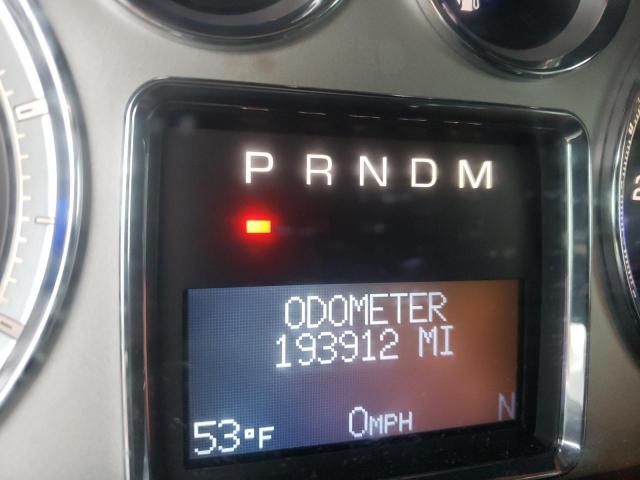 P R N D M
ODOMETER
193912 MI
53°F 0MPH N